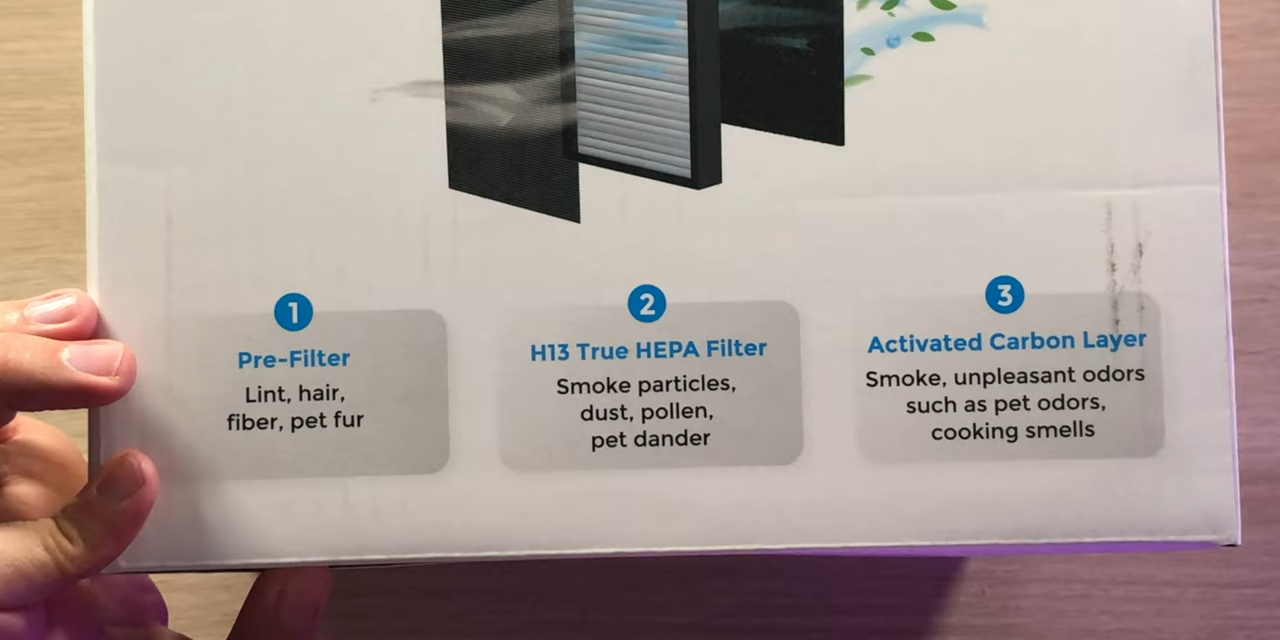 1
Pre-Filter
Lint, hair,
fiber, pet fur
2
H13 True HEPA Filter
Smoke particles,
dust, pollen,
pet dander
3
Activated Carbon Layer
Smoke, unpleasant odors
such as pet odors,
cooking smells